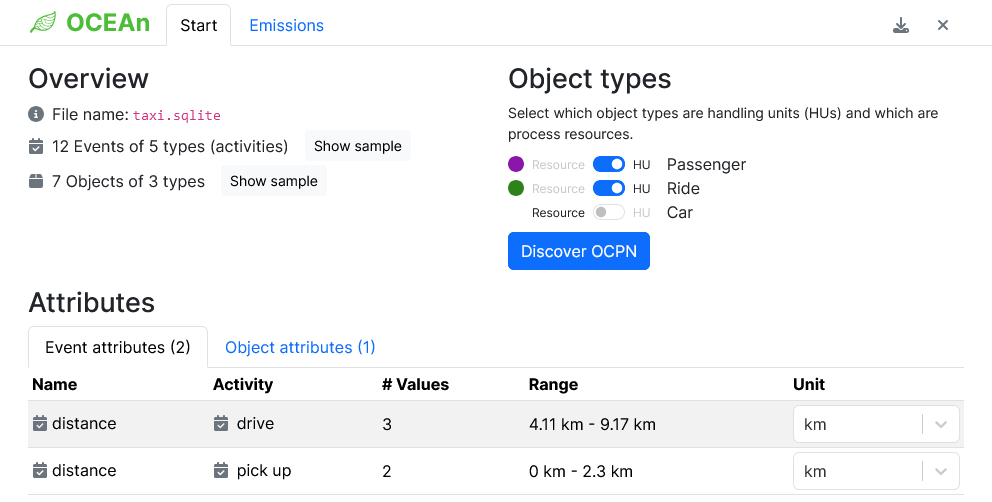 OCEAn
Start
Emissions
Overview
File name: taxi.sqlite
12 Events of 5 types (activities)
Show sample
7 Objects of 3 types
Show sample
Object types
Select which object types are handling units (HUs) and which are
process resources.
Resource HU Passenger
Resource HU Ride
Resource HU Car
Discover OCPN
Attributes
Event attributes (2)
Object attributes (1)
Name Activity # Values Range Unit
distance drive 3 4.11 km - 9.17 km km
distance pick up 2 0 km - 2.3 km km